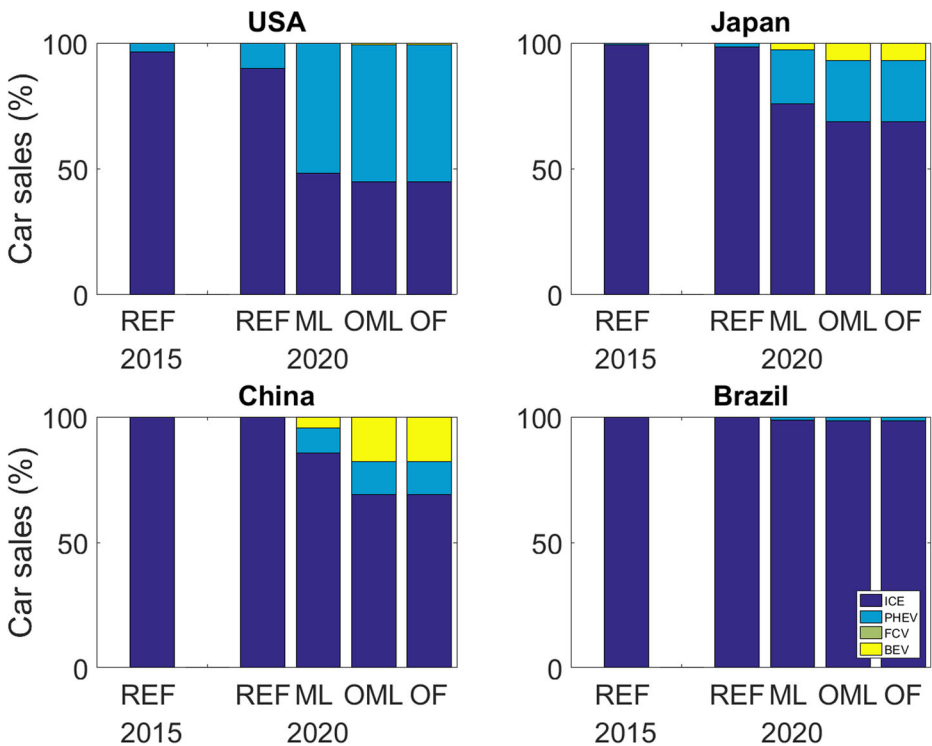 USA
Car sales (%)
100
50
0
REF REF ML OML OF
2015 2020
Japan
100
50
0
REF REF ML OML OF
2015 2020
China
Car sales (%)
100
50
0
REF REF ML OML OF
2015 2020
Brazil
100
50
0
REF REF ML OML OF
2015 2020
ICE
PHEV
FCV
BEV